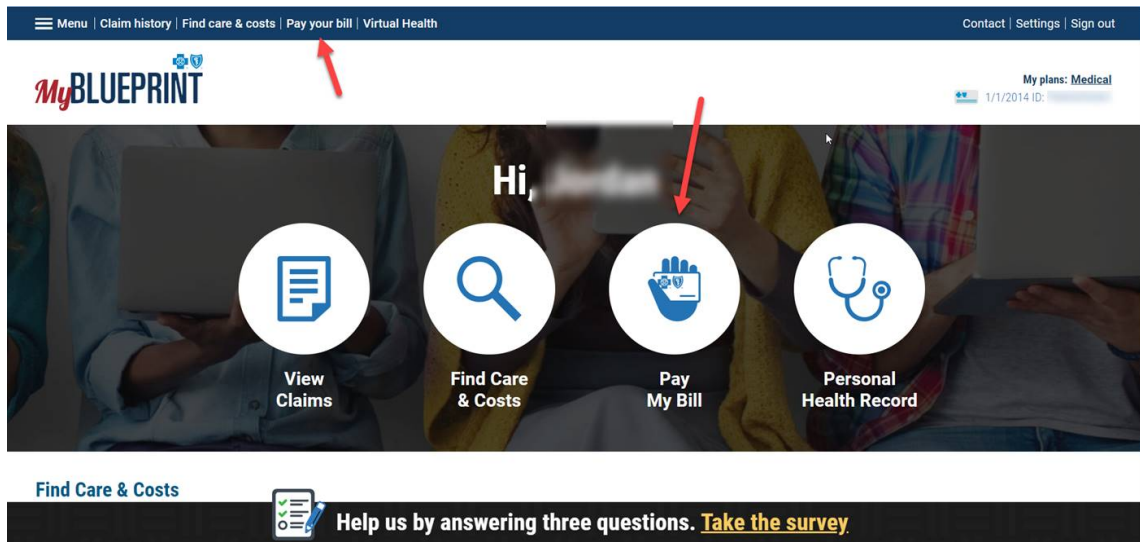 Menu | Claim history | Find care & costs | Pay your bill | Virtual Health
Contact | Settings | Sign out
MyBLUEPRINT
My plans: Medical
1/1/2014 ID:
Hi,
View
Claims
Find Care
& Costs
Pay
My Bill
Personal
Health Record
Find Care & Costs
Help us by answering three questions. Take the survey